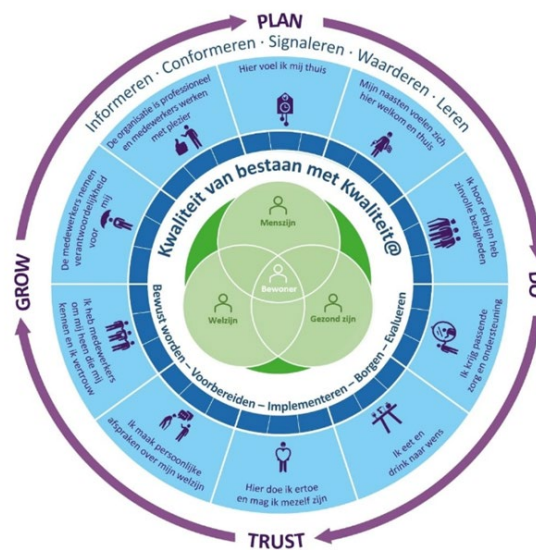 PLAN
Informeren · Conformeren · Signaleren · Waarderen · Leren
Hier voel ik mij thuis
Mijn naasten voelen zich
hier welkom en thuis
Ik hoor erbij en heb
zinvolle bezigheden
DO
Ik krijg passende
zorg en ondersteuning
Ik eet en
drink naar wens
Hier doe ik ertoe
en mag ik mezelf zijn
TRUST
Ik maak persoonlijke
afspraken over mijn welzijn
Ik heb medewerkers
om mij heen die mij
kennen en ik vertrouw
GROW
De medewerkers nemen
verantwoordelijkheid
voor mij
De organisatie is professioneel
en medewerkers werken
met plezier
Kwaliteit van bestaan met Kwaliteit@
Menszijn
Bewoner
Welzijn
Gezond zijn
Bewust worden – Voorbereiden – Implementeren – Borgen – Evalueren